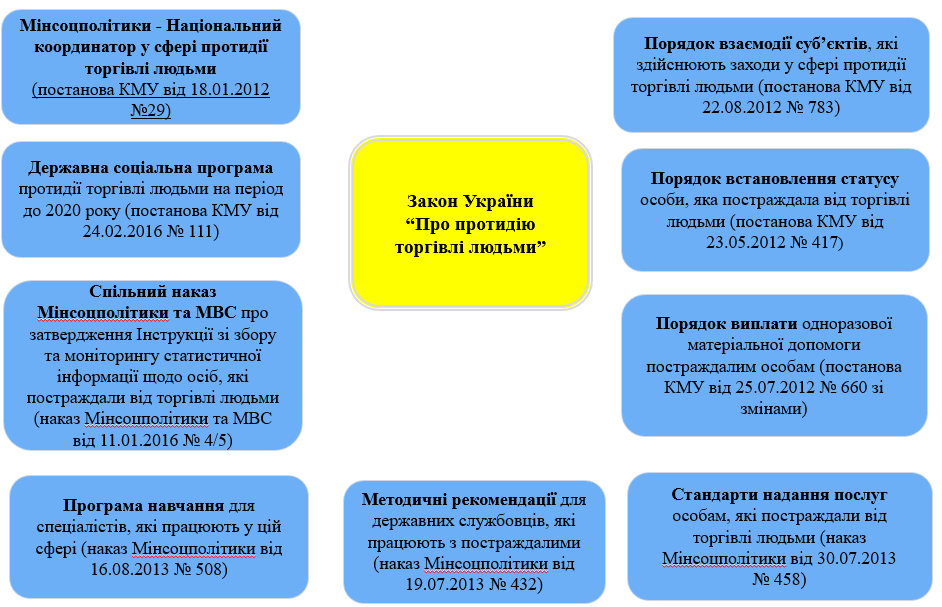 Мінсоцполітики - Національний
координатор у сфері протидії
торгівлі людьми
(постанова КМУ від 18.01.2012
№29)
Державна соціальна програма
протидії торгівлі людьми на період
до 2020 року (постанова КМУ від
24.02.2016 № 111)
Спільний наказ
Мінсоцполітики та МВС про
затвердження Інструкції зі збору
та моніторингу статистичної
інформації щодо осіб, які
постраждали від торгівлі людьми
(наказ Мінсоцполітики та МВС
від 11.01.2016 № 4/5)
Програма навчання для
спеціалістів, які працюють у цій
сфері (наказ Мінсоцполітики від
16.08.2013 № 508)
Закон України
“Про протидію
торгівлі людьми”
Методичні рекомендації для
державних службовців, які
працюють з постраждалими
(наказ Мінсоцполітики від
19.07.2013 № 432)
Порядок взаємодії суб’єктів, які
здійснюють заходи у сфері протидії
торгівлі людьми (постанова КМУ від
22.08.2012 № 783)
Порядок встановлення статусу
особи, яка постраждала від торгівлі
людьми (постанова КМУ від
23.05.2012 № 417)
Порядок виплати одноразової
матеріальної допомоги
постраждалим особам (постанова
КМУ від 25.07.2012 № 660 зі
змінами)
Стандарти надання послуг
особам, які постраждали від
торгівлі людьми (наказ
Мінсоцполітики від 30.07.2013
№ 458)